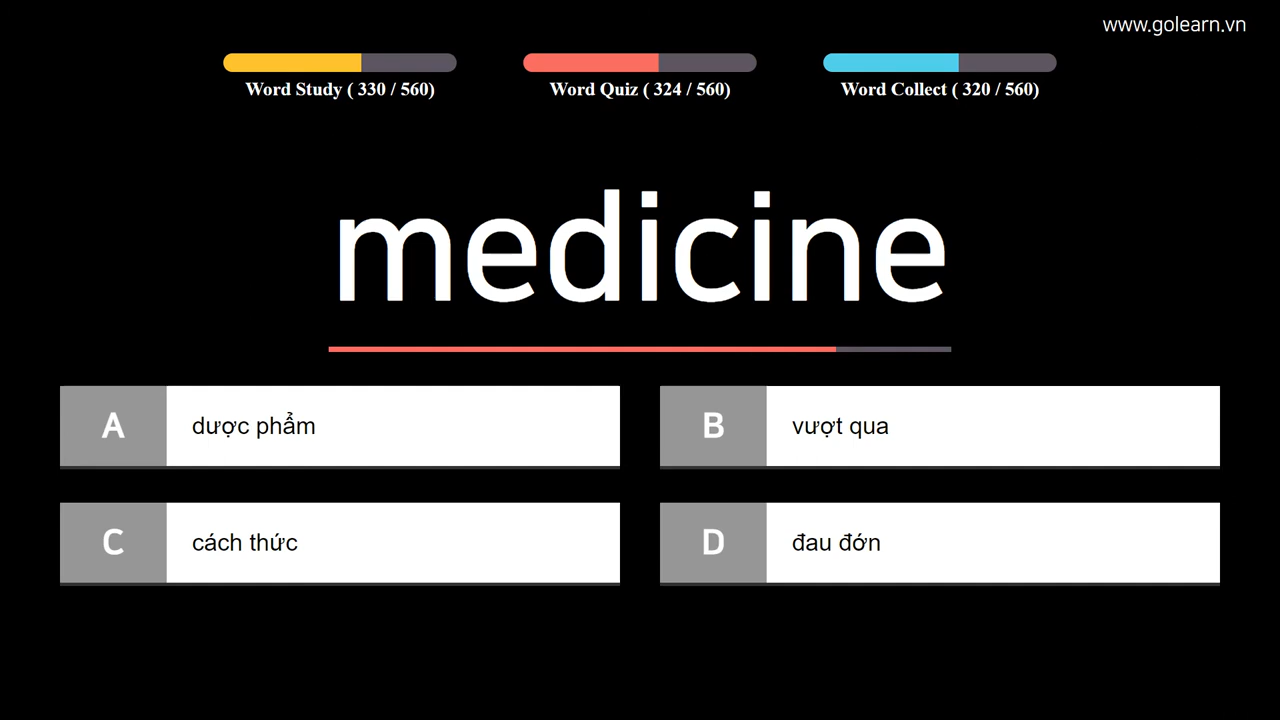 www.golearn.vn
Word Study ( 330 / 560)
Word Quiz ( 324 / 560)
Word Collect ( 320 / 560)
medicine
A dược phẩm
B vượt qua
C cách thức
D đau đớn